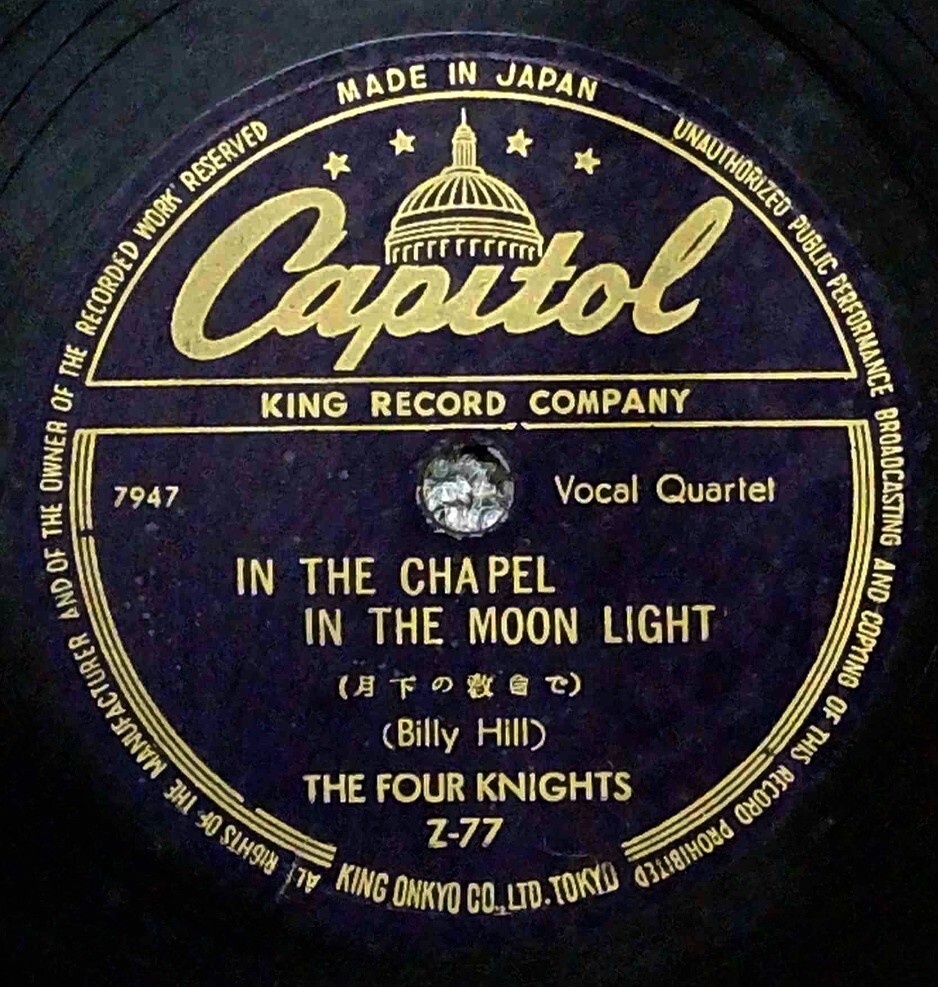 MADE IN JAPAN
UNAUTHORIZED PUBLIC PERFORMANCE BROADCASTING AND COPYING OF THIS RECORD PROHIBITED
ALL RIGHTS OF THE MANUFACTURER AND OF THE OWNER OF THE RECORDED WORK RESERVED
Capitol
KING RECORD COMPANY
7947
Vocal Quartet
IN THE CHAPEL
IN THE MOON LIGHT
(月下の教会で)
(Billy Hill)
THE FOUR KNIGHTS
Z-77
KING ONKYO CO., LTD. TOKYO